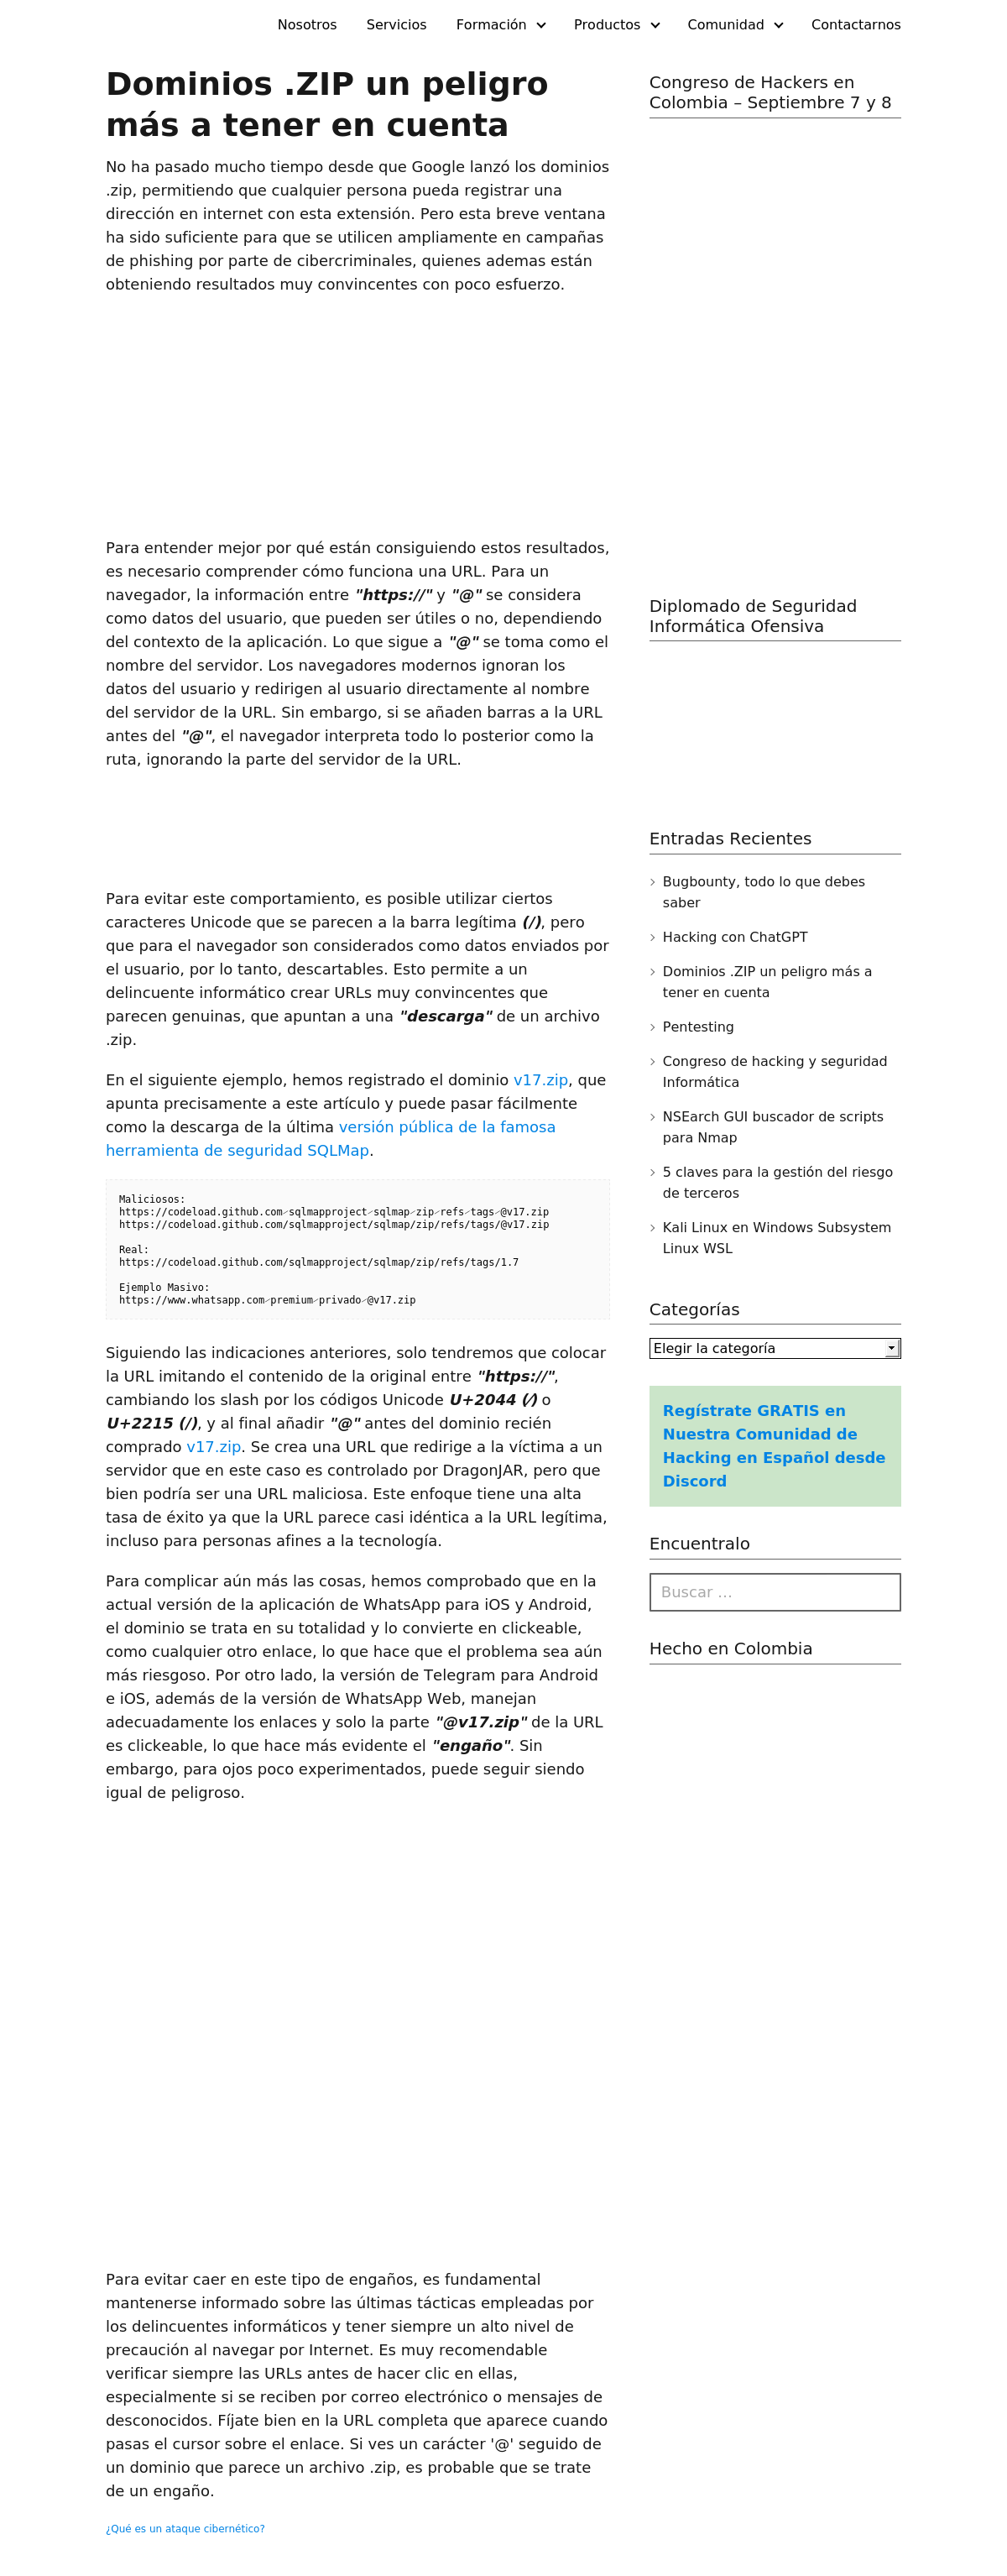 Nosotros Servicios Formación Productos Comunidad Contactarnos
Dominios .ZIP un peligro
más a tener en cuenta
No ha pasado mucho tiempo desde que Google lanzó los dominios
.zip, permitiendo que cualquier persona pueda registrar una
dirección en internet con esta extensión. Pero esta breve ventana
ha sido suficiente para que se utilicen ampliamente en campañas
de phishing por parte de cibercriminales, quienes ademas están
obteniendo resultados muy convincentes con poco esfuerzo.
Para entender mejor por qué están consiguiendo estos resultados,
es necesario comprender cómo funciona una URL. Para un
navegador, la información entre "https://" y "@" se considera
como datos del usuario, que pueden ser útiles o no, dependendo
del contexto de la aplicación. Lo que sigue a "@" se toma como el
nombre del servidor. Los navegadores modernos ignoran los
datos del usuario y redirigen al usuario directamente al nombre
del servidor de la URL. Sin embargo, si se añaden barras a la URL
antes del "@", el navegador interpreta todo lo posterior como la
ruta, ignorando la parte del servidor de la URL.
Para evitar este comportamiento, es posible utilizar ciertos
caracteres Unicode que se parecen a la barra legítima (/), pero
que para el navegador son considerados como datos enviados por
el usuario, por lo tanto, descartables. Esto permite a un
delincuente informático crear URLs muy convincentes que
parecen genuinas, que apuntan a una "descarga" de un archivo
.zip.
En el siguiente ejemplo, hemos registrado el dominio v17.zip, que
apunta precisamente a este artículo y puede pasar fácilmente
como la descarga de la última versión pública de la famosa
herramienta de seguridad SQLMap.
Maliciosos:
https://codeload.github.com⁄sqlmapproject⁄sqlmap⁄zip⁄refs⁄tags⁄@v17.zip
https://codeload.github.com∕sqlmapproject∕sqlmap∕zip∕refs∕tags∕@v17.zip
Real:
https://codeload.github.com/sqlmapproject/sqlmap/zip/refs/tags/1.7
Ejemplo Masivo:
https://www.whatsapp.com⁄premium⁄privado⁄@v17.zip
Siguiendo las indicaciones anteriores, solo tendremos que colocar
la URL imitando el contenido de la original entre "https://",
cambiando los slash por los códigos Unicode U+2044 (⁄) o
U+2215 (∕), y al final añadir "@" antes del dominio recién
comprado v17.zip. Se crea una URL que redirige a la víctima a un
servidor que en este caso es controlado por DragonJAR, pero que
bien podría ser una URL maliciosa. Este enfoque tiene una alta
tasa de éxito ya que la URL parece casi idéntica a la URL legítima,
incluso para personas afines a la tecnología.
Para complicar aún más las cosas, hemos comprobado que en la
actual versión de la aplicación de WhatsApp para iOS y Android,
el dominio se trata en su totalidad y lo convierte en clickeable,
como cualquier otro enlace, lo que hace que el problema sea aún
más riesgoso. Por otro lado, la versión de Telegram para Android
e iOS, además de la versión de WhatsApp Web, manejan
adecuadamente los enlaces y solo la parte "@v17.zip" de la URL
es clickeable, lo que hace más evidente el "engaño". Sin
embargo, para ojos poco experimentados, puede seguir siendo
igual de peligroso.
Para evitar caer en este tipo de engaños, es fundamental
mantenerse informado sobre las últimas tácticas empleadas por
los delincuentes informáticos y tener siempre un alto nivel de
precaución al navegar por Internet. Es muy recomendable
verificar siempre las URLs antes de hacer clic en ellas,
especialmente si se reciben por correo electrónico o mensajes de
desconocidos. Fíjate bien en la URL completa que aparece cuando
pasas el cursor sobre el enlace. Si ves un carácter '@' seguido de
un dominio que parece un archivo .zip, es probable que se trate
de un engaño.
¿Qué es un ataque cibernético?
Congreso de Hackers en
Colombia – Septiembre 7 y 8
Diplomado de Seguridad
Informática Ofensiva
Entradas Recientes
Bugbounty, todo lo que debes
saber
Hacking con ChatGPT
Dominios .ZIP un peligro más a
tener en cuenta
Pentesting
Congreso de hacking y seguridad
Informática
NSEarch GUI buscador de scripts
para Nmap
5 claves para la gestión del riesgo
de terceros
Kali Linux en Windows Subsystem
Linux WSL
Categorías
Elegir la categoría
Regístrate GRATIS en
Nuestra Comunidad de
Hacking en Español desde
Discord
Encuentralo
Buscar …
Hecho en Colombia